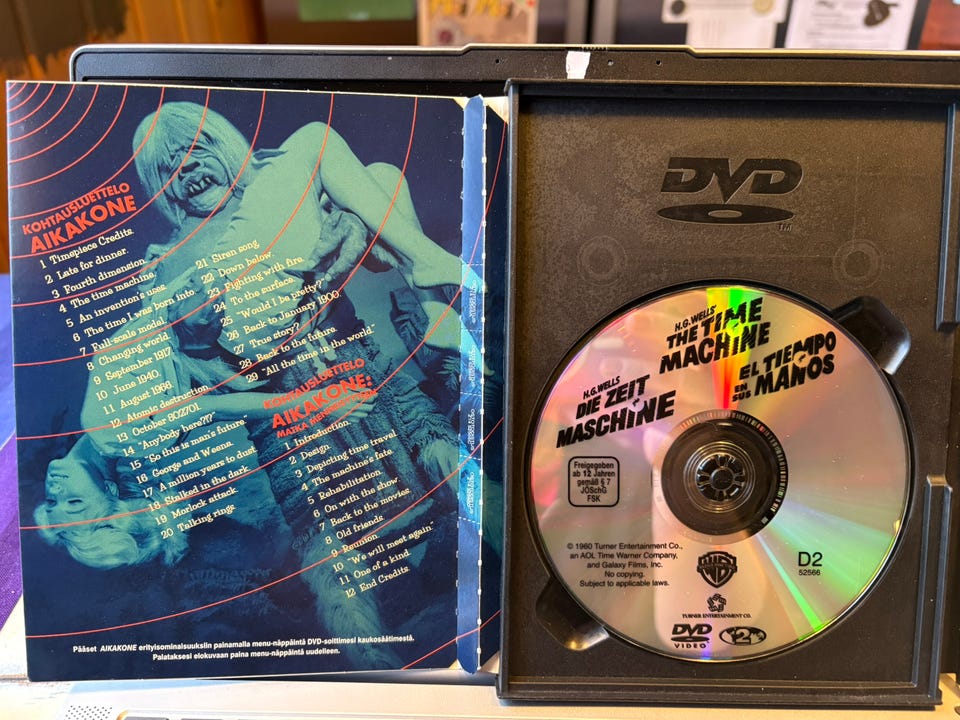 KOHTAUSLUETTELO
AIKAKONE
1 Timepiece Credits.
2 Late for dinner.
3 Fourth dimension.
4 The time machine.
5 An invention's uses.
6 The time I was born into.
7 Full-scale model.
8 Changing world.
9 September 1917.
10 June 1940.
11 August 1966.
12 Atomic destruction.
13 October 802701.
14 "Anybody here??"
15 "So this is man's future."
16 George and Weena.
17 A million years to dust.
18 Stalked in the dark.
19 Morlock attack.
20 Talking rings
21 Siren song
22 Down below.
23 Fighting with fire.
24 To the surface.
25 "Would I be pretty?"
26 Back to January 1900.
27 True story?
28 Back to the future.
29 "All the time in the world."
KOHTAUSLUETTELO
AIKAKONE:
MATKA MENNEISYYTEEN
1 Introduction.
2 Design.
3 Depicting time travel.
4 The machine's fate.
5 Rehabilitation.
6 On with the show.
7 Back to the movies.
8 Old friends.
9 Reunion.
10 "We will meet again"
11 One of a kind.
12 End Credits.
Pääset AIKAKONE erityisominaisuuksiin painamalla menu-näppäintä DVD-soittimesi kaukosäätimestä.
Palataksesi elokuvaan paina menu-näppäintä uudelleen.
DVD
TM
H.G. WELLS
THE TIME
MACHINE
H.G. WELLS
DIE ZEIT
MASCHINE
EL TIEMPO
EN SUS MANOS
Freigegeben
ab 12 Jahren
gemäß § 7
JÖSchG
FSK
© 1960 Turner Entertainment Co.,
an AOL Time Warner Company,
and Galaxy Films, Inc.
No copying.
Subject to applicable laws.
D2
52566
TURNER ENTERTAINMENT CO.
DVD
VIDEO
2